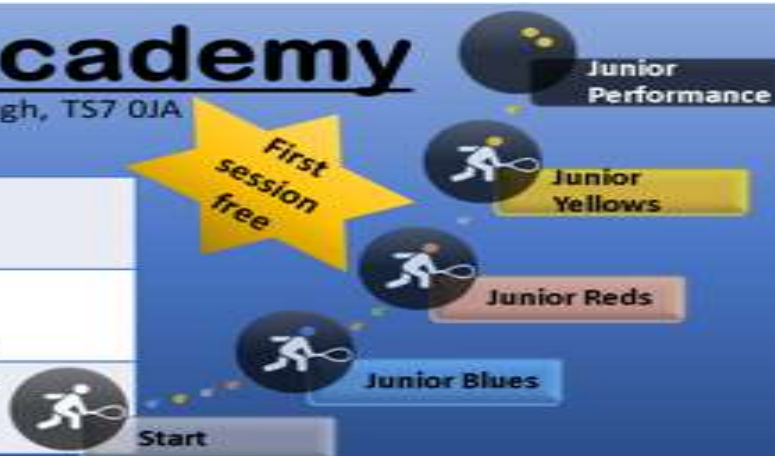 cademy
gh, TS7 0JA
First
session
free
Junior
Performance
Junior
Yellows
Junior Reds
Junior Blues
Start